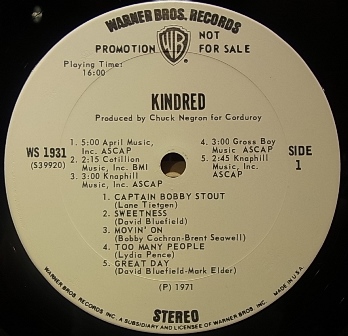 WARNER BROS. RECORDS
PROMOTION NOT FOR SALE
WB
Playing Time:
16:00
KINDRED
Produced by Chuck Negron for Corduroy
WS 1931
(S39920)
1. 5:00 April Music,
Inc. ASCAP
2. 2:15 Cotillion
Music, Inc. BMI
3. 3:00 Knaphill
Music, Inc. ASCAP
4. 3:00 Gross Boy
Music, ASCAP
5. 2:45 Knaphill
Music, Inc. ASCAP
SIDE
1
1. CAPTAIN BOBBY STOUT
(Lane Tietgen)
2. SWEETNESS
(David Bluefield)
3. MOVIN' ON
(Bobby Cochran-Brent Seawell)
4. TOO MANY PEOPLE
(Lydia Pence)
5. GREAT DAY
(David Bluefield-Mark Elder)
(P) 1971
STEREO
WARNER BROS. RECORDS INC. A SUBSIDIARY AND LICENSEE OF WARNER BROS. INC. MADE IN U.S.A.